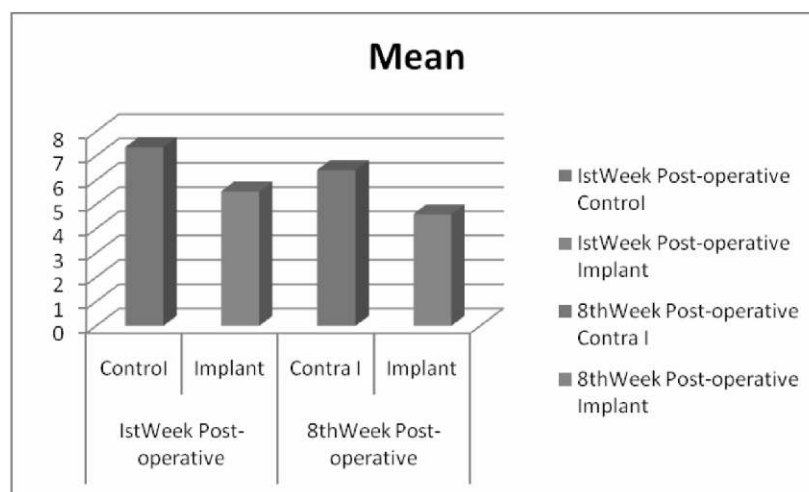 Mean
8
7
6
5
4
3
2
1
0
Control Implant Contra I Implant
IstWeek Post-
operative
8thWeek Post-
operative
IstWeek Post-operative
Control
IstWeek Post-operative
Implant
8thWeek Post-operative
Contra I
8thWeek Post-operative
Implant